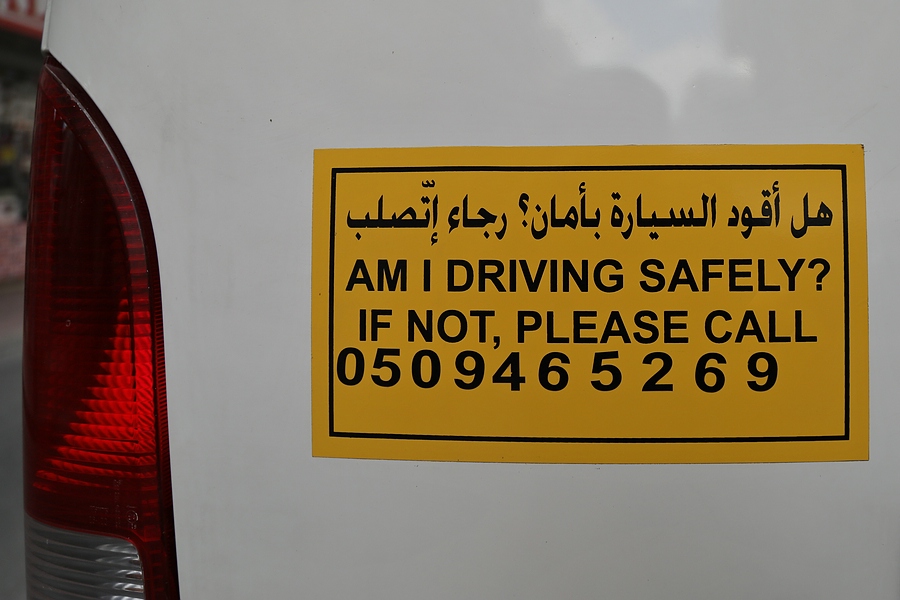 هل أقود السيارة بأمان؟ رجاء إتّصلب
AM I DRIVING SAFELY?
IF NOT, PLEASE CALL
0509465269